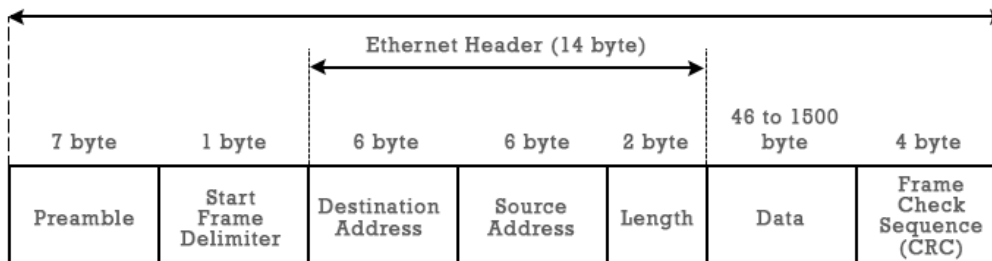 Ethernet Header (14 byte)
7 byte
1 byte
6 byte
6 byte
2 byte
46 to 1500
byte
4 byte
Preamble
Start
Frame
Delimiter
Destination
Address
Source
Address
Length
Data
Frame
Check
Sequence
(CRC)